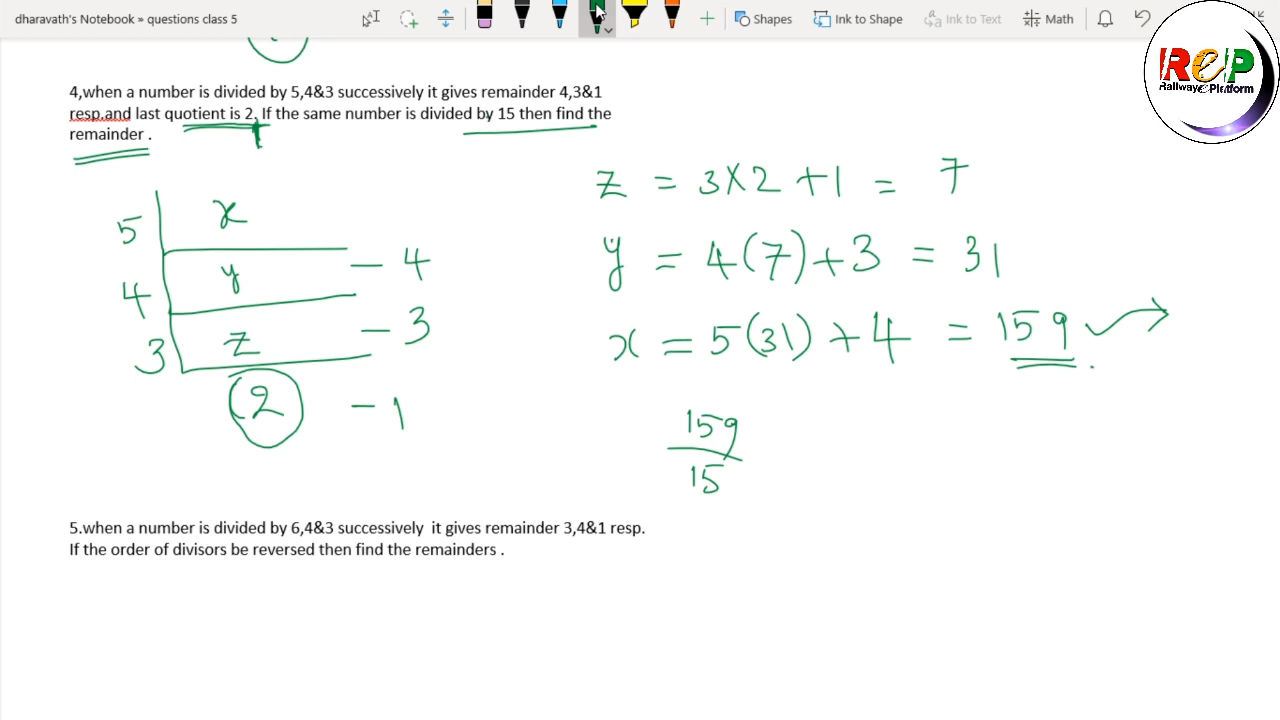 dharavath's Notebook » questions class 5
Shapes
Ink to Shape
Ink to Text
Math
REP
Railways Platform
4,when a number is divided by 5,4&3 successively it gives remainder 4,3&1
resp.and last quotient is 2, If the same number is divided by 15 then find the
remainder .
5 x
y - 4
4
z - 3
3
2 - 1
z = 3×2 +1 = 7
y = 4(7)+3 = 31
x = 5(31) + 4 = 159
159
15
5.when a number is divided by 6,4&3 successively it gives remainder 3,4&1 resp.
If the order of divisors be reversed then find the remainders .